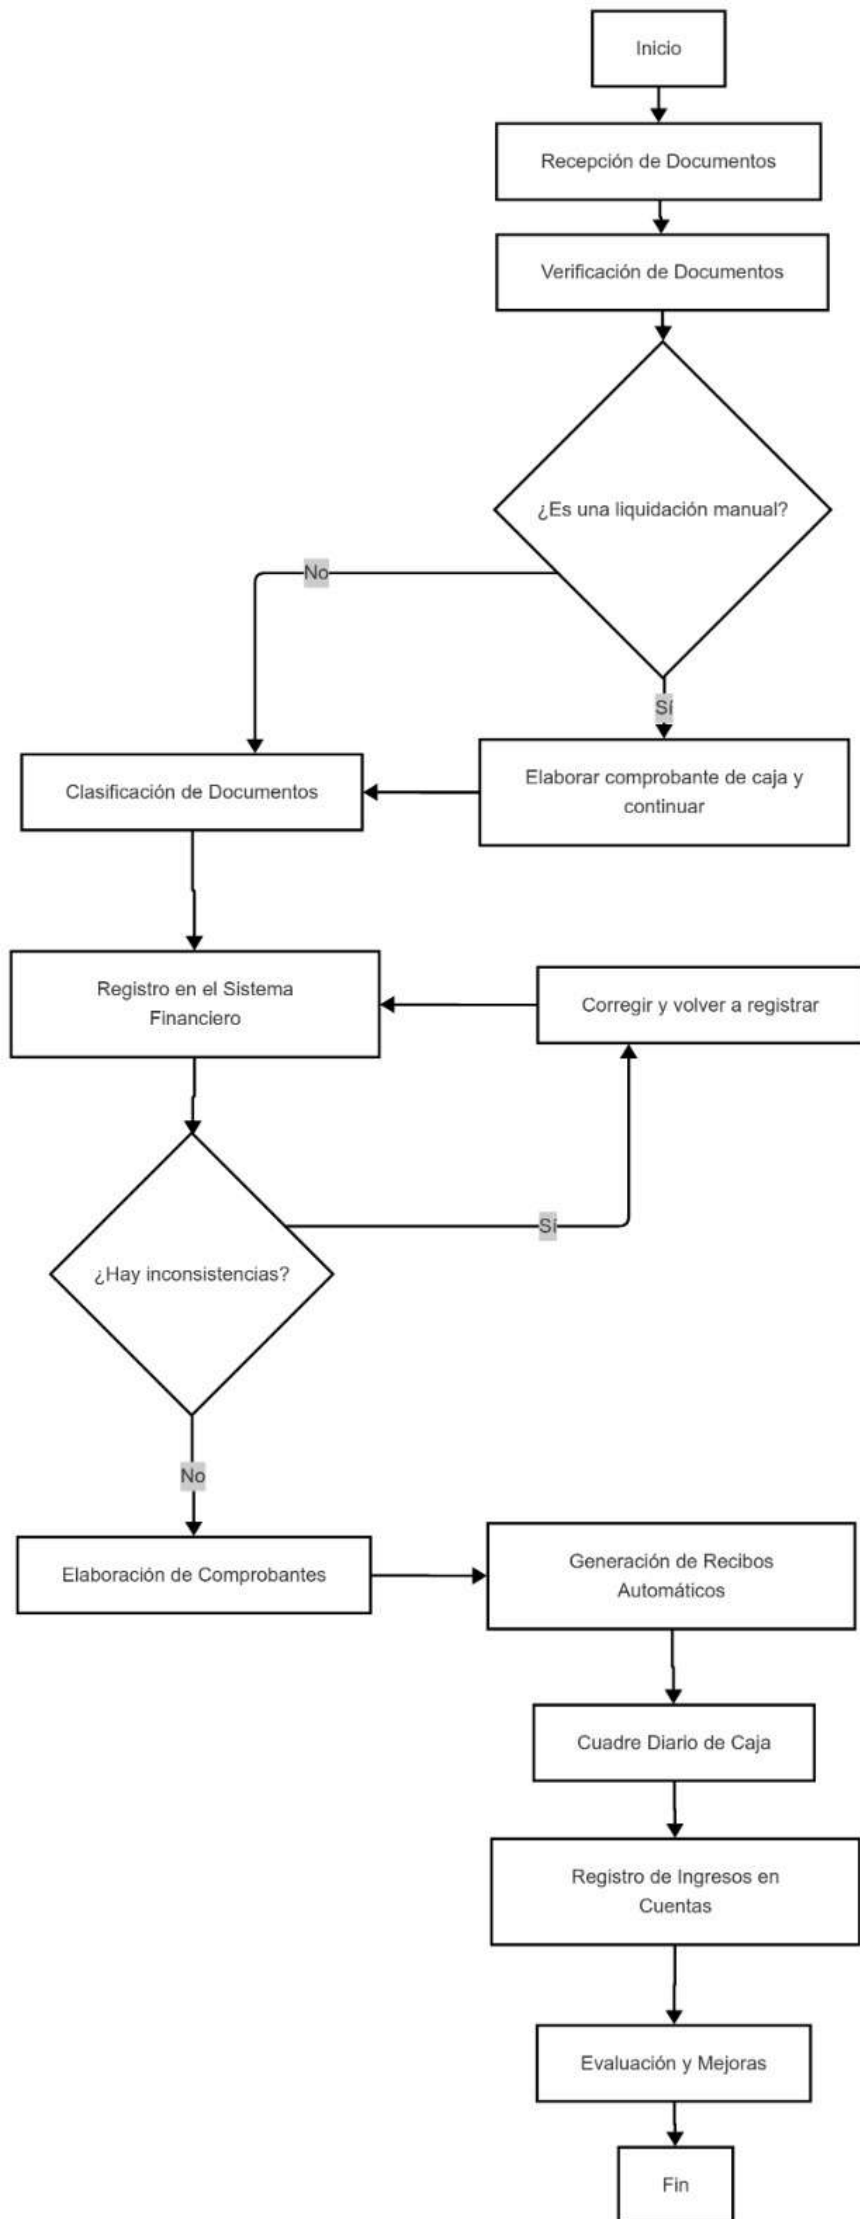 Inicio
Recepción de Documentos
Verificación de Documentos
¿Es una liquidación manual?
No
Sí
Clasificación de Documentos
Elaborar comprobante de caja y
continuar
Registro en el Sistema
Financiero
Corregir y volver a registrar
Sí
¿Hay inconsistencias?
No
Elaboración de Comprobantes
Generación de Recibos
Automáticos
Cuadre Diario de Caja
Registro de Ingresos en
Cuentas
Evaluación y Mejoras
Fin